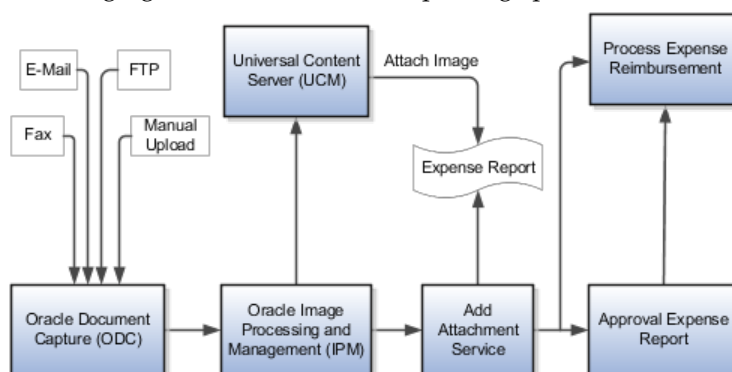 Universal Content
Server (UCM)
Attach Image
Process Expense
Reimbursement
E-Mail
FTP
Fax
Manual
Upload
Expense Report
Oracle Document
Capture (ODC)
Oracle Image
Processing and
Management (IPM)
Add
Attachment
Service
Approval Expense
Report